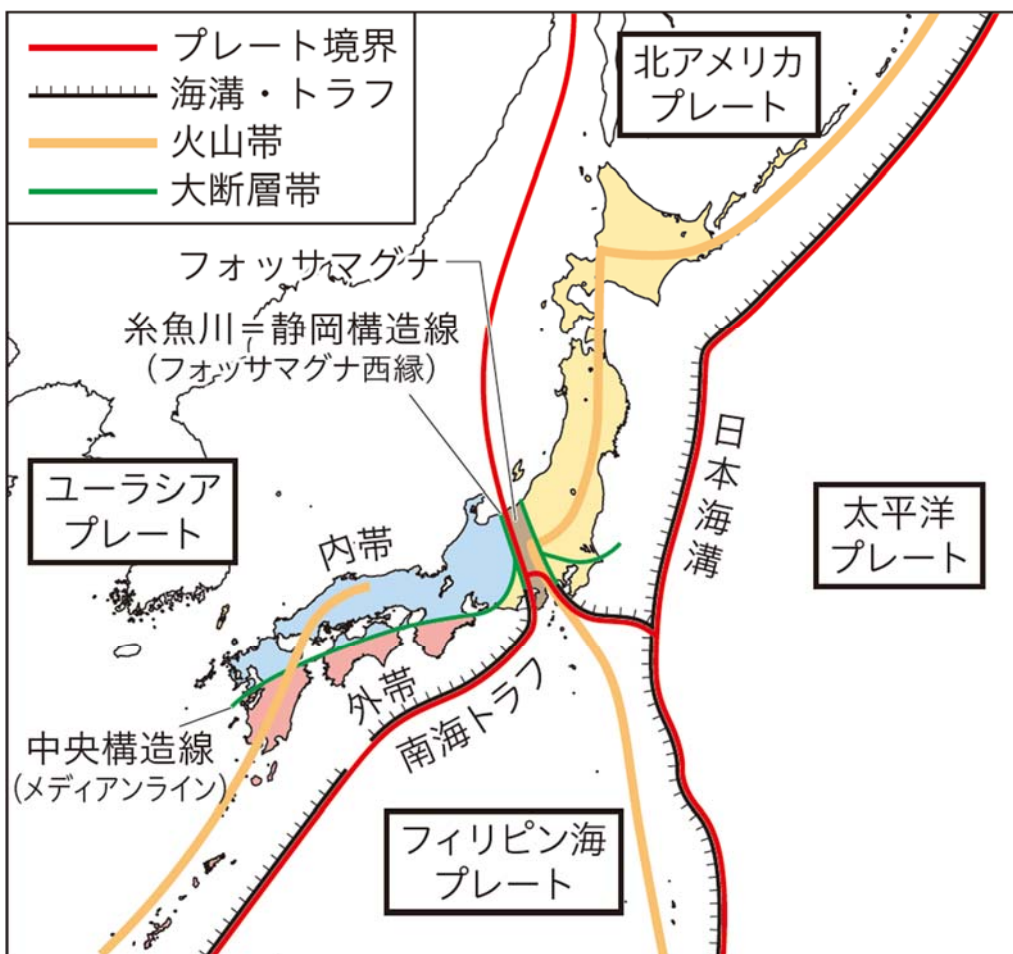 プレート境界
海溝・トラフ
火山帯
大断層帯
北アメリカ
プレート
フォッサマグナ
糸魚川＝静岡構造線
（フォッサマグナ西縁）
日本海溝
ユーラシア
プレート
太平洋
プレート
内帯
外帯
南海トラフ
中央構造線
（メディアンライン）
フィリピン海
プレート